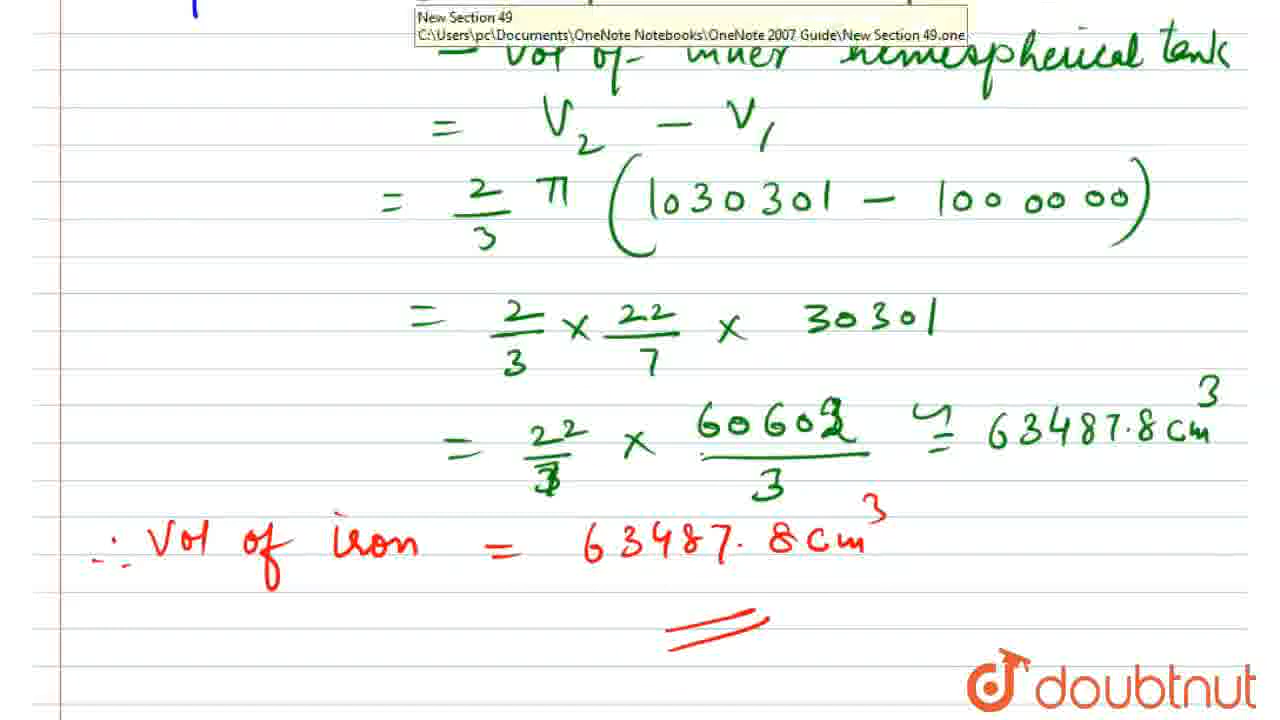 New Section 49
C:\Users\pc\Documents\OneNote Notebooks\OneNote 2007 Guide\New Section 49.one
- Vol of inner hemispherical tank
= V₂ - V₁
= 2/3 π (1030301 - 1000000)
= 2/3 × 22/7 × 30301
= 22/7 × 60602/3 ≌ 63487.8 cm³
∴ Vol of iron = 63487.8 cm³
doubtnut